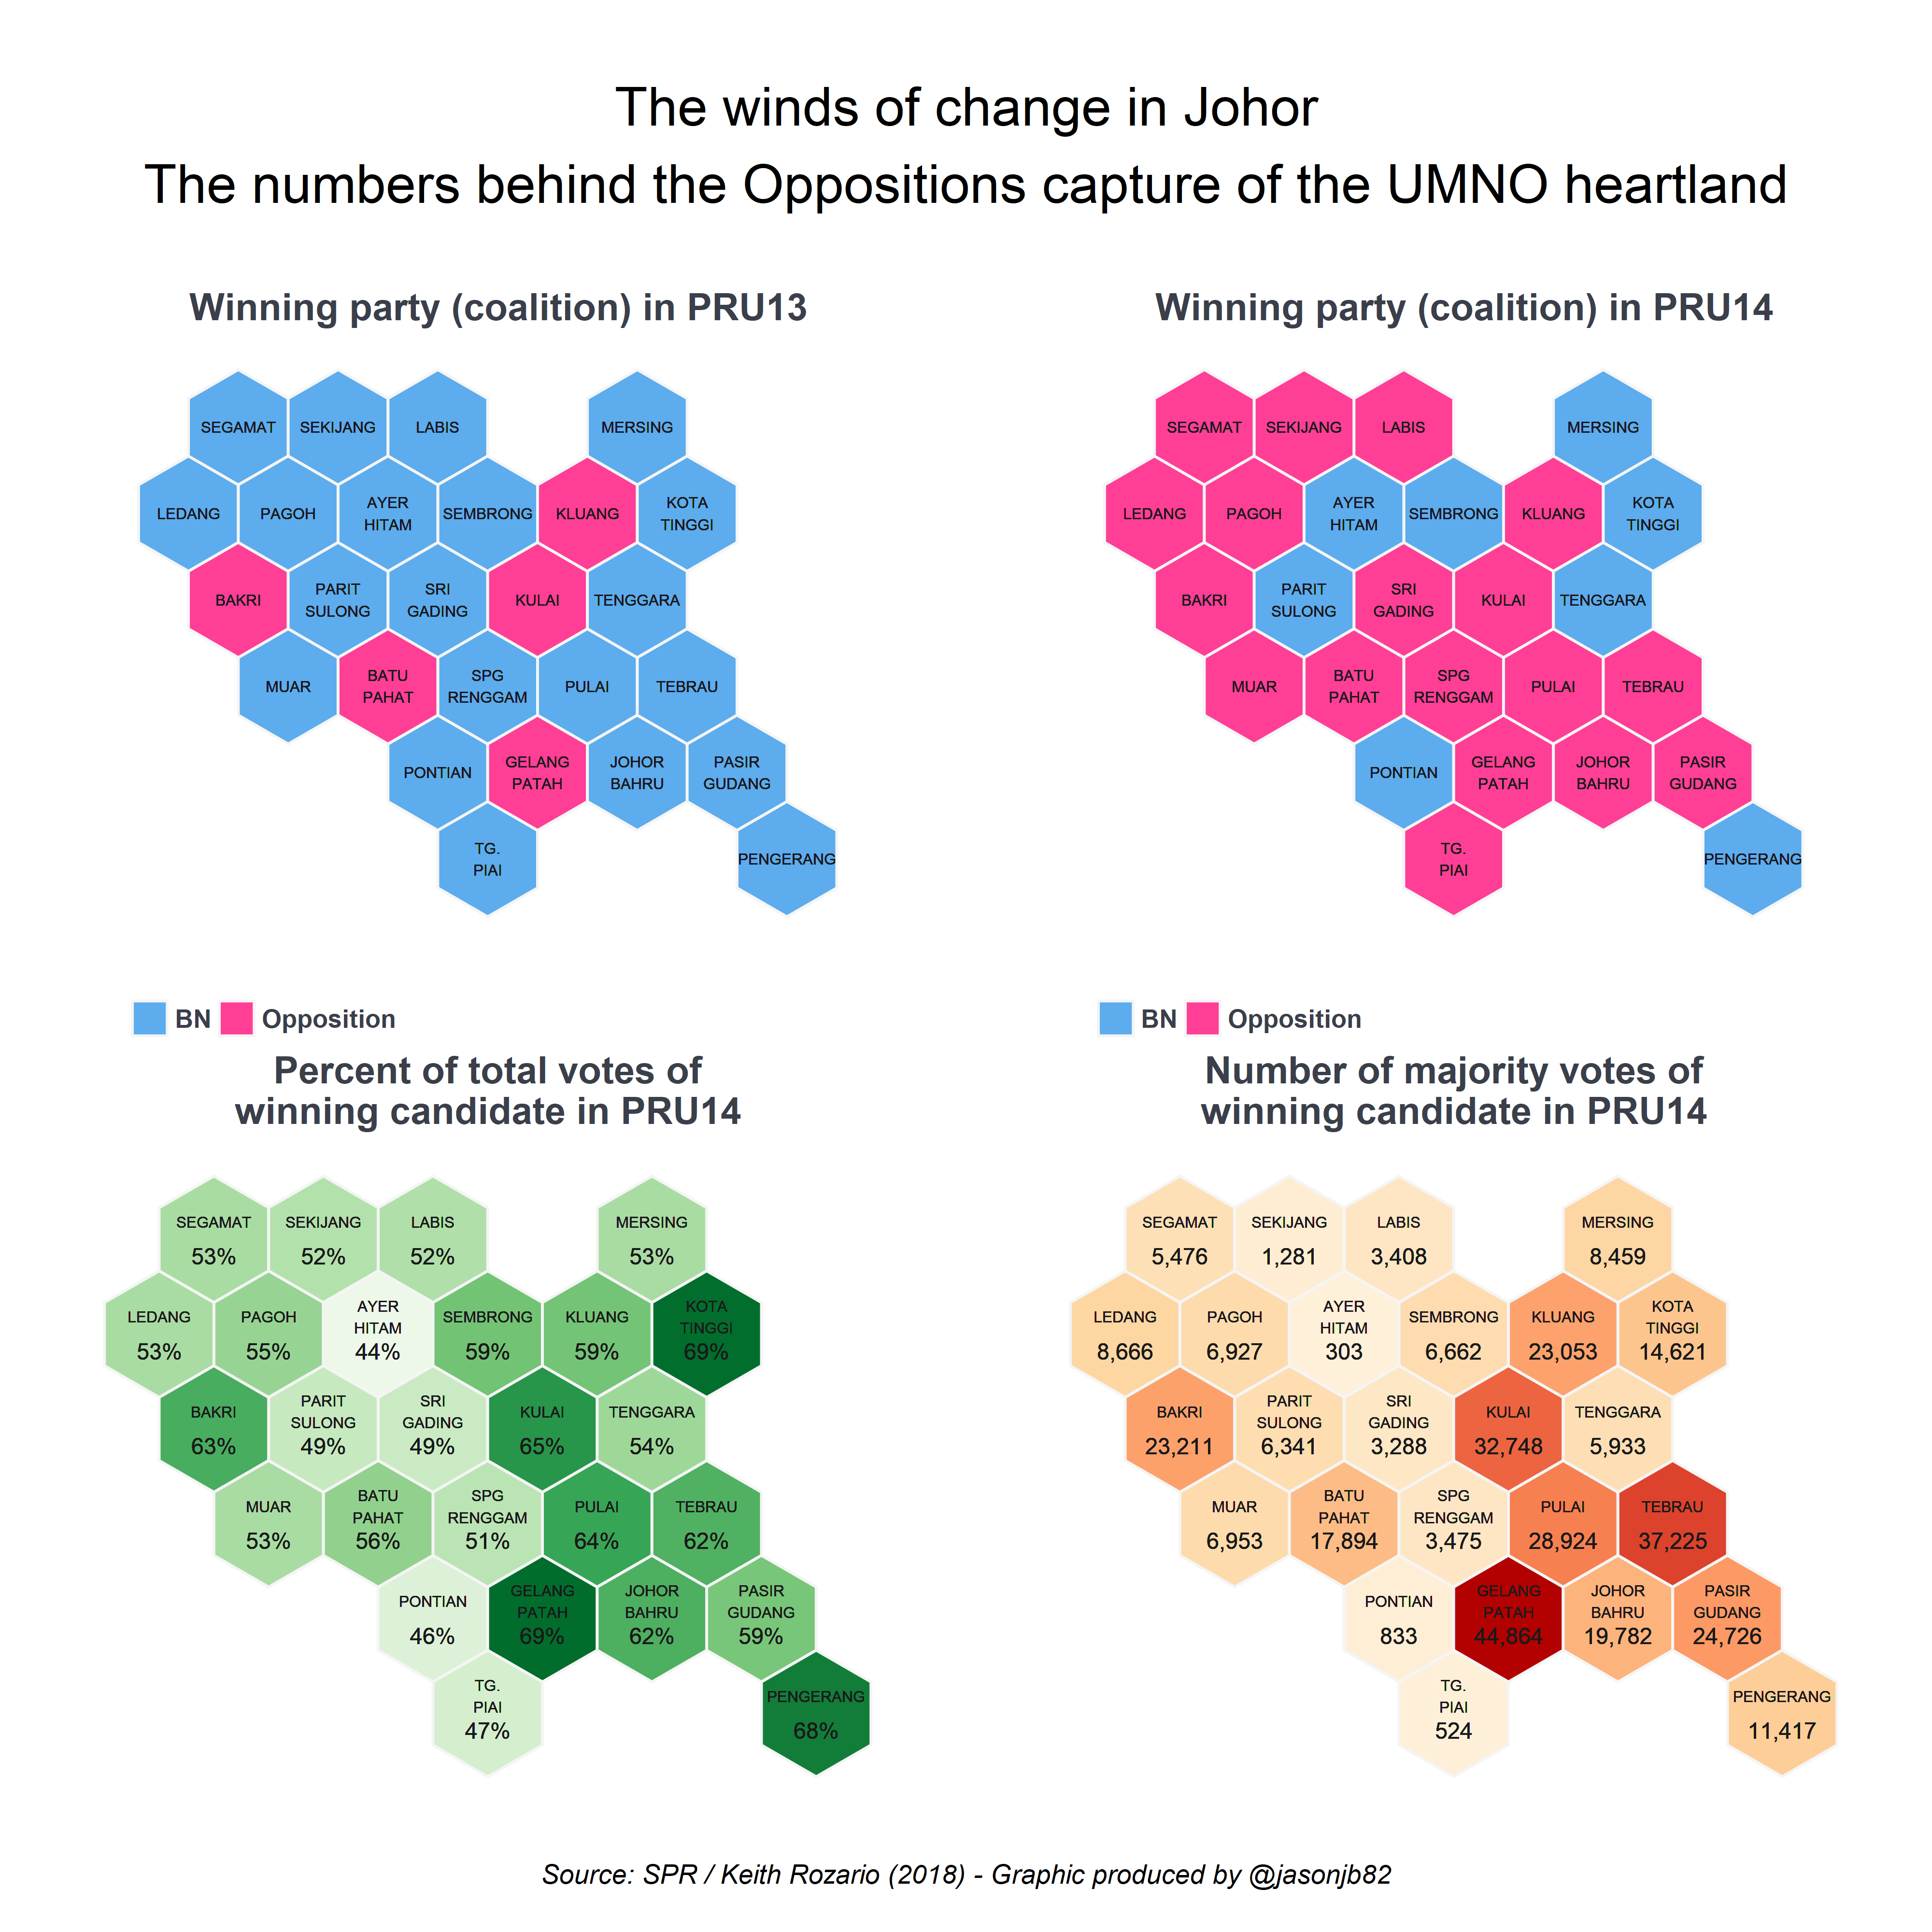 The winds of change in Johor
The numbers behind the Oppositions capture of the UMNO heartland
Winning party (coalition) in PRU13
SEGAMAT
SEKIJANG
LABIS
MERSING
LEDANG
PAGOH
AYER
HITAM
SEMBRONG
KLUANG
KOTA
TINGGI
BAKRI
PARIT
SULONG
SRI
GADING
KULAI
TENGGARA
MUAR
BATU
PAHAT
SPG
RENGGAM
PULAI
TEBRAU
PONTIAN
GELANG
PATAH
JOHOR
BAHRU
PASIR
GUDANG
TG.
PIAI
PENGERANG
BN
Opposition
Winning party (coalition) in PRU14
SEGAMAT
SEKIJANG
LABIS
MERSING
LEDANG
PAGOH
AYER
HITAM
SEMBRONG
KLUANG
KOTA
TINGGI
BAKRI
PARIT
SULONG
SRI
GADING
KULAI
TENGGARA
MUAR
BATU
PAHAT
SPG
RENGGAM
PULAI
TEBRAU
PONTIAN
GELANG
PATAH
JOHOR
BAHRU
PASIR
GUDANG
TG.
PIAI
PENGERANG
BN
Opposition
Percent of total votes of
winning candidate in PRU14
SEGAMAT
53%
SEKIJANG
52%
LABIS
52%
MERSING
53%
LEDANG
53%
PAGOH
55%
AYER
HITAM
44%
SEMBRONG
59%
KLUANG
59%
KOTA
TINGGI
69%
BAKRI
63%
PARIT
SULONG
49%
SRI
GADING
49%
KULAI
65%
TENGGARA
54%
MUAR
53%
BATU
PAHAT
56%
SPG
RENGGAM
51%
PULAI
64%
TEBRAU
62%
PONTIAN
46%
GELANG
PATAH
69%
JOHOR
BAHRU
62%
PASIR
GUDANG
59%
TG.
PIAI
47%
PENGERANG
68%
Number of majority votes of
winning candidate in PRU14
SEGAMAT
5,476
SEKIJANG
1,281
LABIS
3,408
MERSING
8,459
LEDANG
8,666
PAGOH
6,927
AYER
HITAM
303
SEMBRONG
6,662
KLUANG
23,053
KOTA
TINGGI
14,621
BAKRI
23,211
PARIT
SULONG
6,341
SRI
GADING
3,288
KULAI
32,748
TENGGARA
5,933
MUAR
6,953
BATU
PAHAT
17,894
SPG
RENGGAM
3,475
PULAI
28,924
TEBRAU
37,225
PONTIAN
833
GELANG
PATAH
44,864
JOHOR
BAHRU
19,782
PASIR
GUDANG
24,726
TG.
PIAI
524
PENGERANG
11,417
Source: SPR / Keith Rozario (2018) - Graphic produced by @jasonjb82